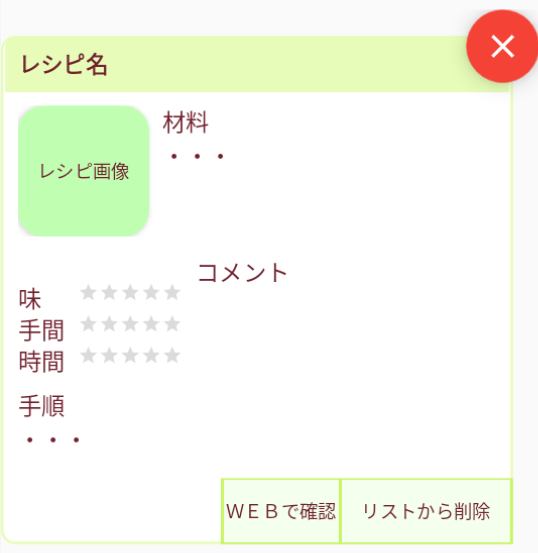 レシピ名
レシピ画像
材料
・・・
コメント
味
手間
時間
手順
・・・
ＷＥＢで確認
リストから削除